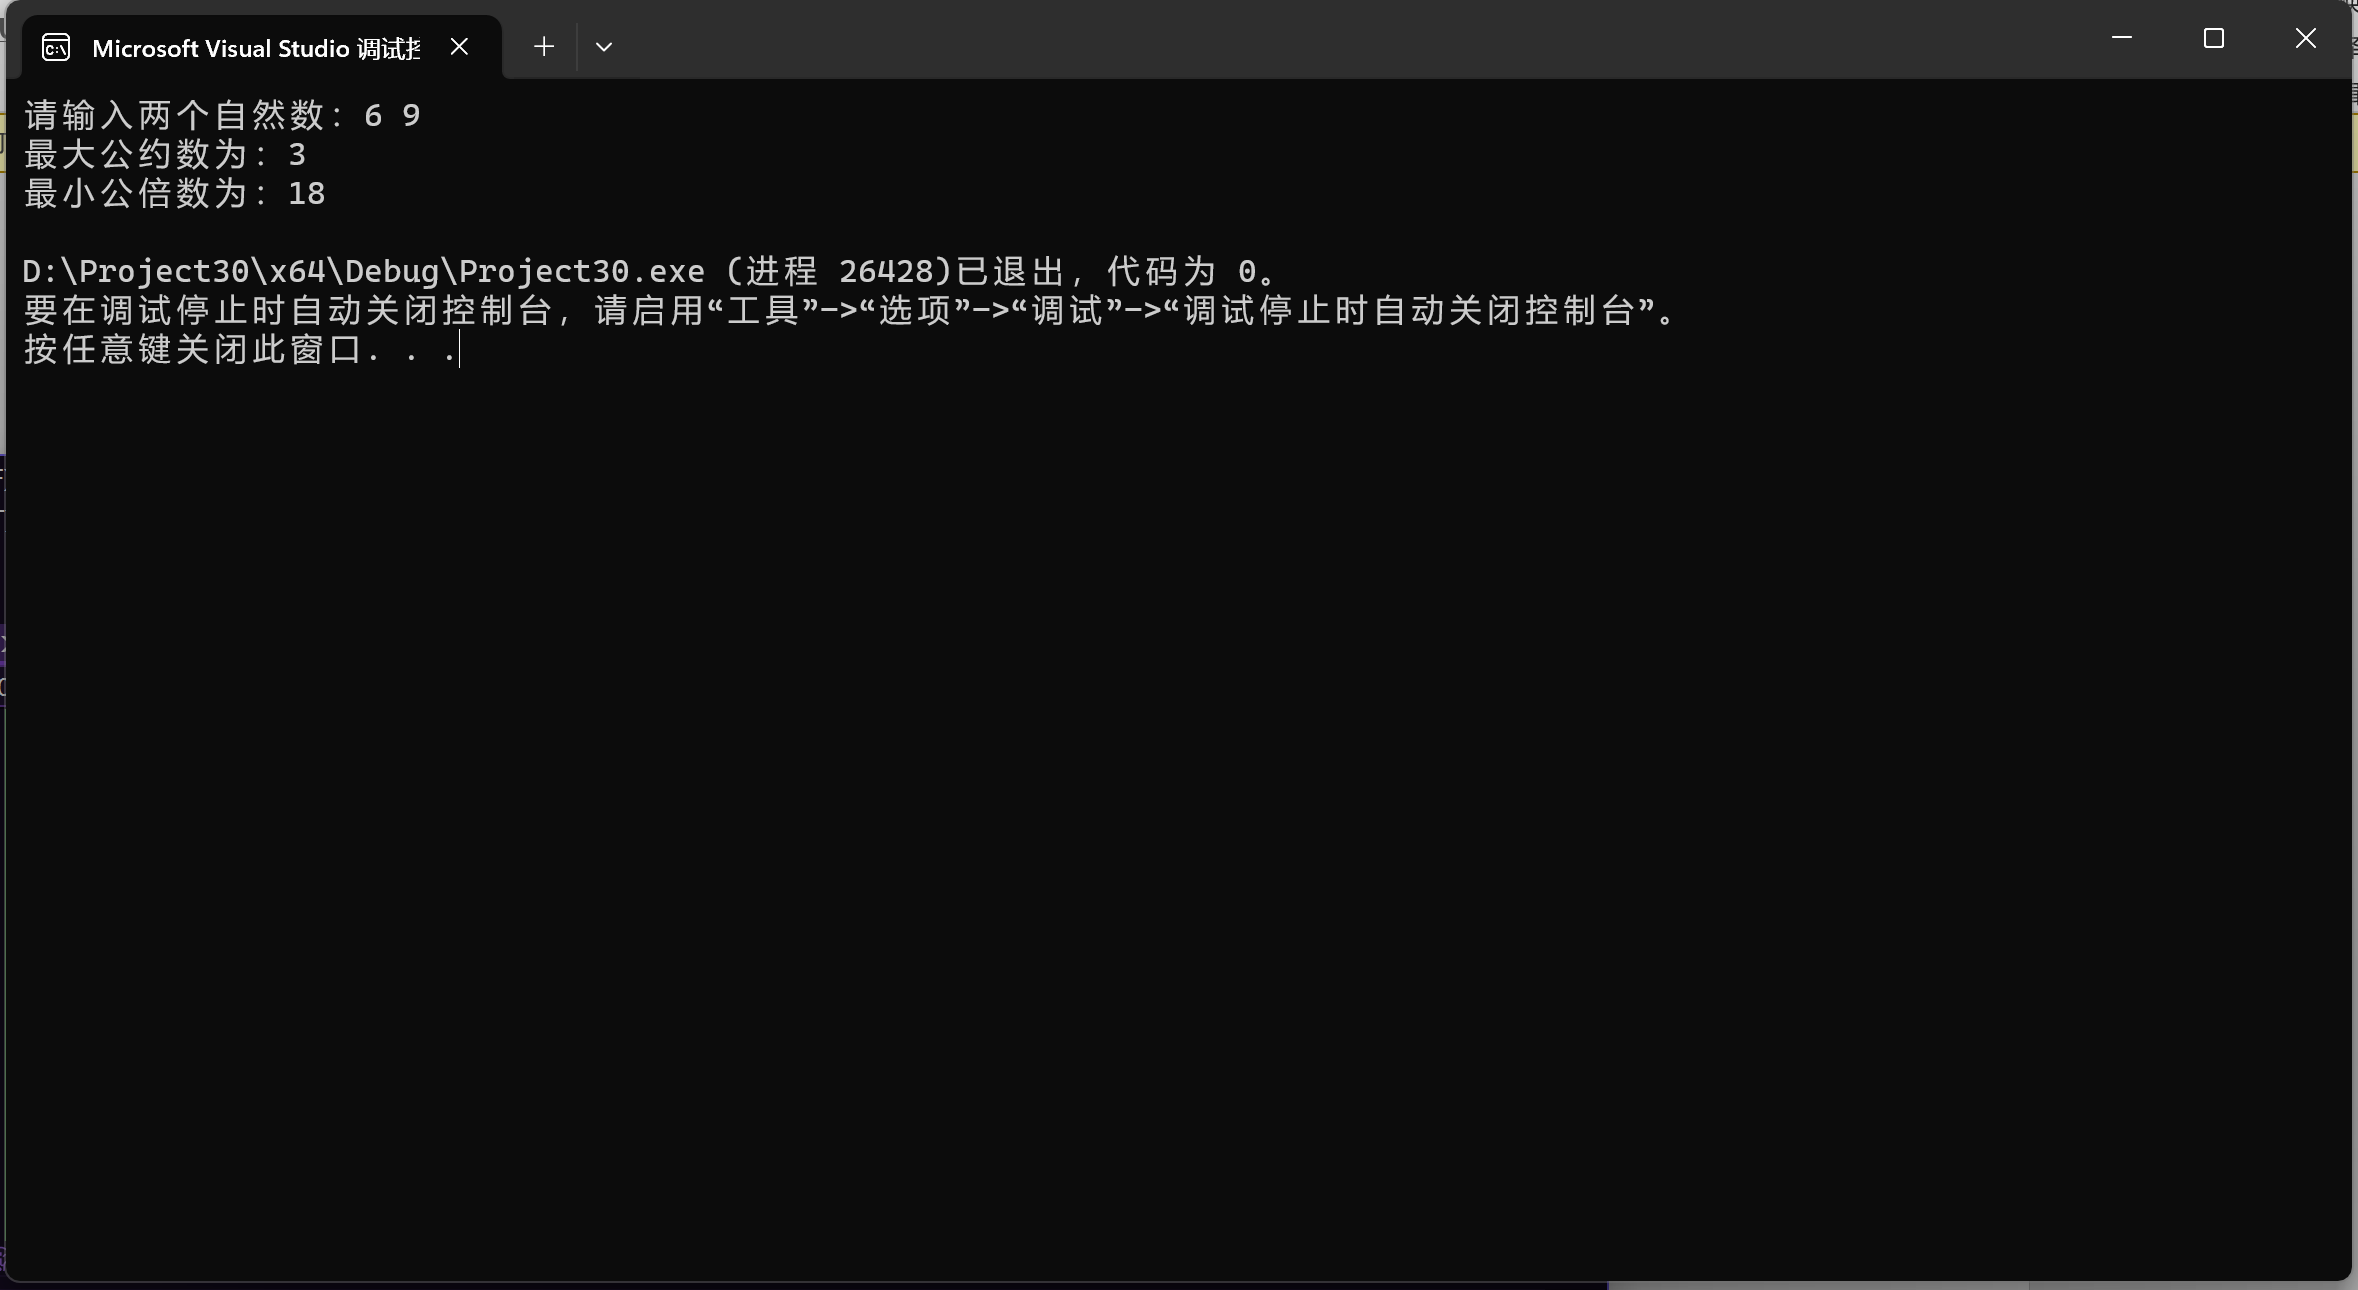 Microsoft Visual Studio 调试控
请输入两个自然数：6 9
最大公约数为：3
最小公倍数为：18
D:\Project30\x64\Debug\Project30.exe (进程 26428)已退出，代码为 0。
要在调试停止时自动关闭控制台，请启用“工具”->“选项”->“调试”->“调试停止时自动关闭控制台”。
按任意键关闭此窗口. . .